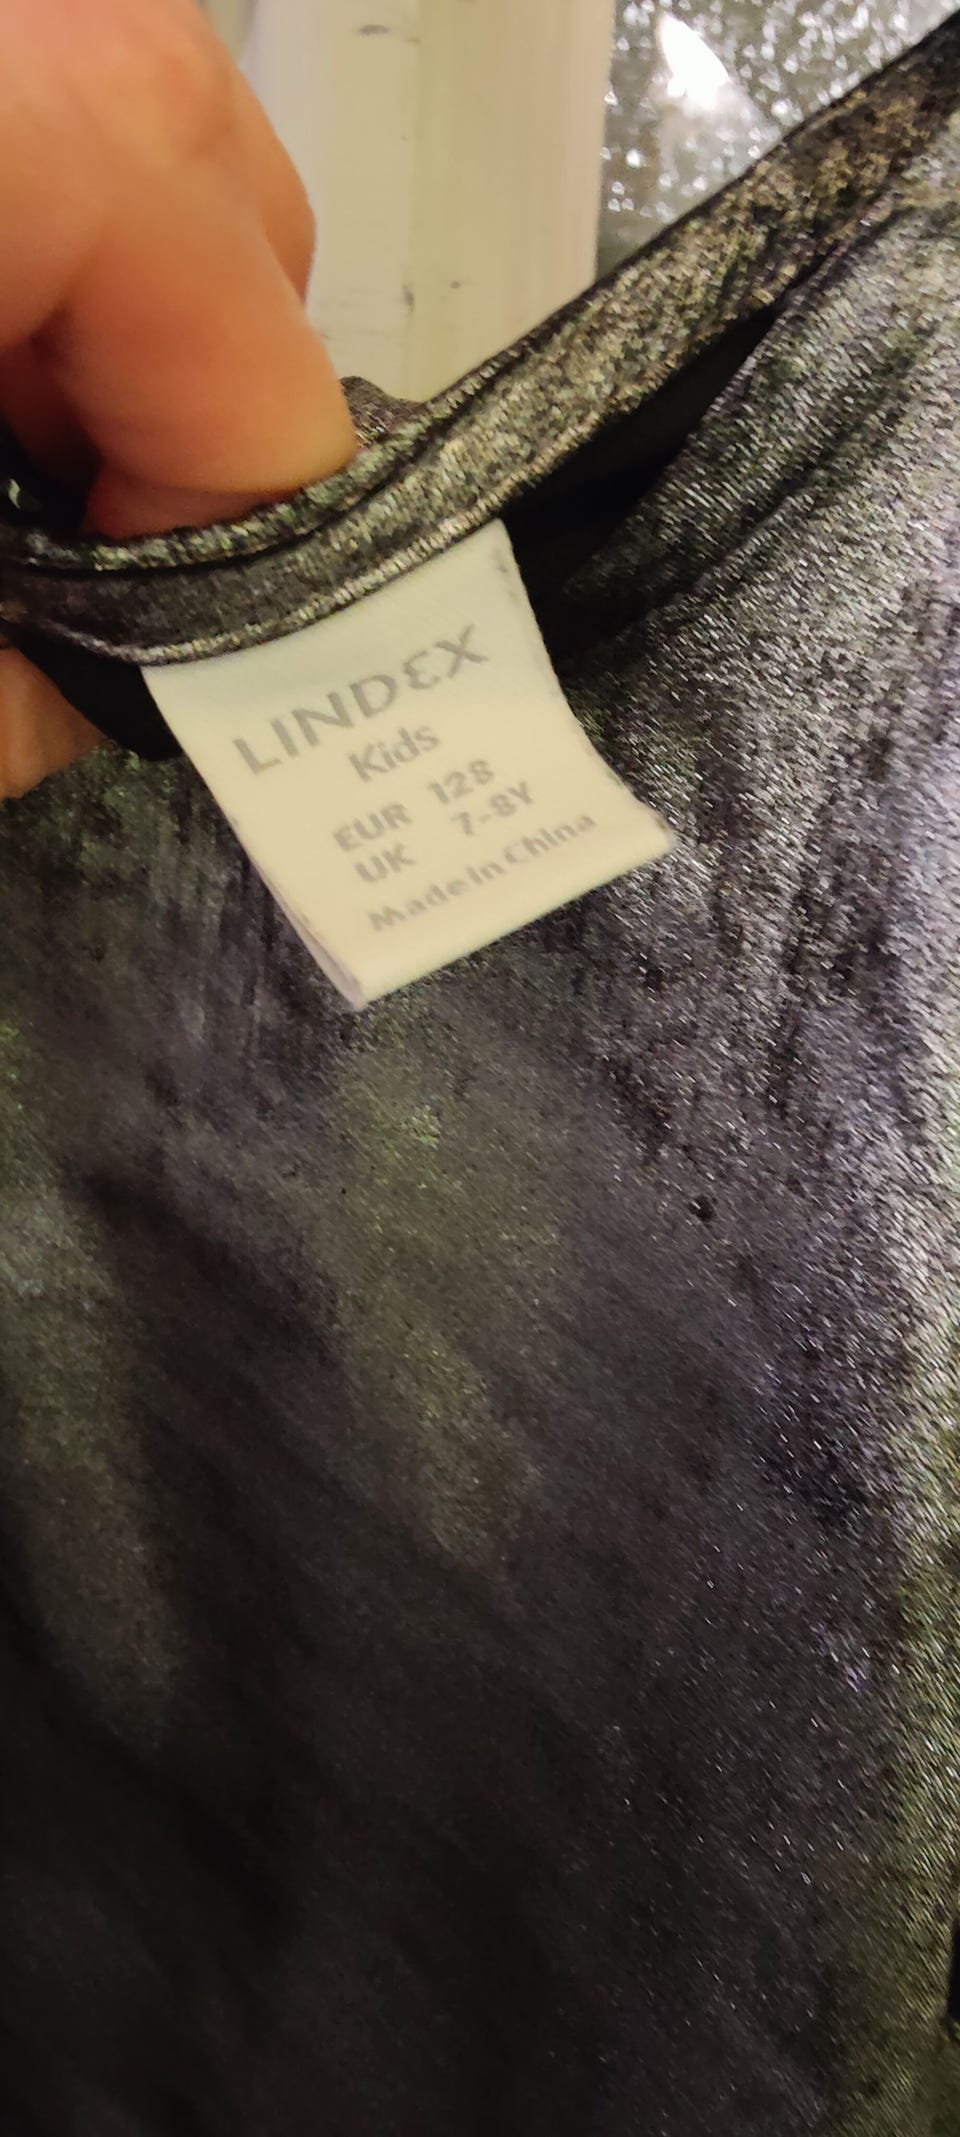 LINDEX
Kids
EUR 128
UK 7-8Y
Made in China